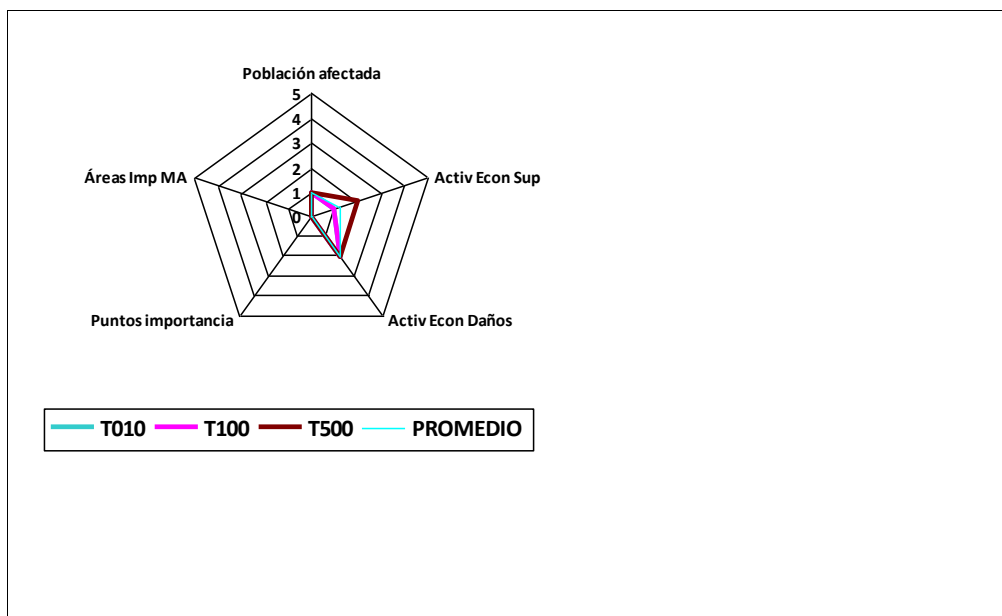 Población afectada
5
4
3
2
1
0
Áreas Imp MA
Activ Econ Sup
Puntos importancia
Activ Econ Daños
T010 T100 T500 PROMEDIO